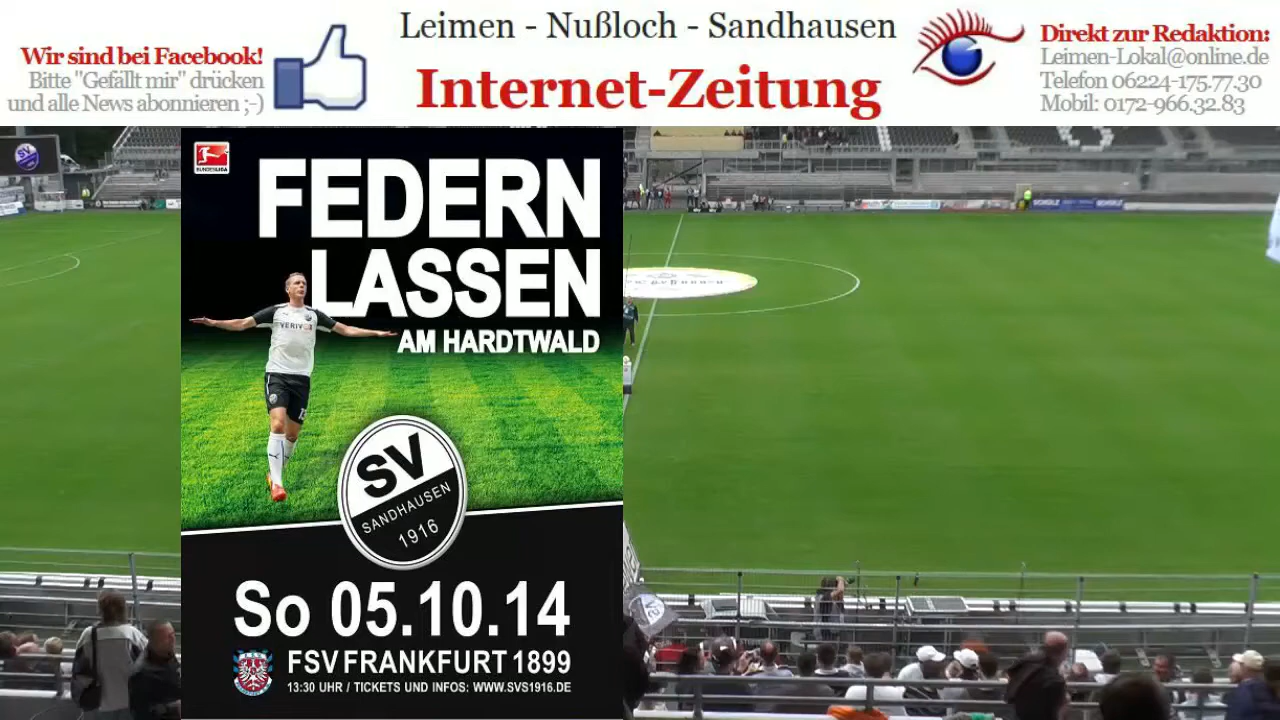 Wir sind bei Facebook!
Bitte "Gefällt mir" drücken
und alle News abonnieren ;-)
Leimen - Nußloch - Sandhausen
Internet-Zeitung
Direkt zur Redaktion:
Leimen-Lokal@online.de
Telefon 06224-175.77.30
Mobil: 0172-966.32.83
SV
BUNDESLIGA
FEDERN
LASSEN
AM HARDTWALD
VERIVOX
SV
SANDHAUSEN
1916
So 05.10.14
FSV FRANKFURT 1899
13:30 UHR / TICKETS UND INFOS: WWW.SVS1916.DE